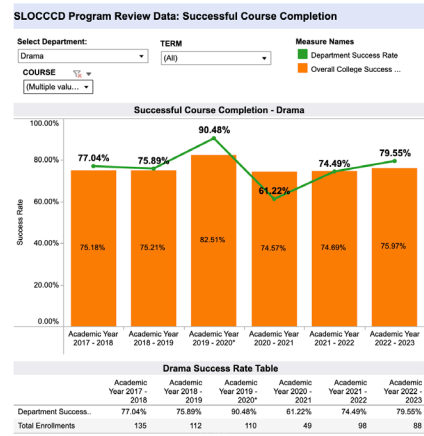 SLOCCCD Program Review Data: Successful Course Completion
Select Department:
Drama
TERM
(All)
Measure Names
Department Success Rate
Overall College Success ...
COURSE
(Multiple valu...
Successful Course Completion - Drama
Success Rate
100.00%
80.00%
60.00%
40.00%
20.00%
0.00%
77.04% 75.89% 90.48% 61.22% 74.49% 79.55%
75.18% 75.21% 82.51% 74.57% 74.69% 75.97%
Academic Year Academic Year Academic Year Academic Year Academic Year Academic Year
2017 - 2018 2018 - 2019 2019 - 2020* 2020 - 2021 2021 - 2022 2022 - 2023
Drama Success Rate Table
Academic Academic Academic Academic Academic Academic
Year 2017 - Year 2018 - Year 2019 - Year 2020 - Year 2021 - Year 2022 -
2018 2019 2020* 2021 2022 2023
Department Success.. 77.04% 75.89% 90.48% 61.22% 74.49% 79.55%
Total Enrollments 135 112 110 49 98 88